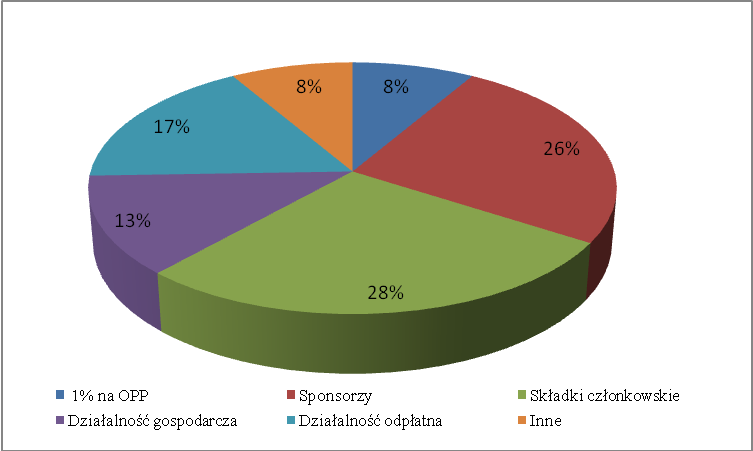 8% 8%
26%
17%
13%
28%
1% na OPP Sponsorzy Składki członkowskie
Działalność gospodarcza Działalność odpłatna Inne